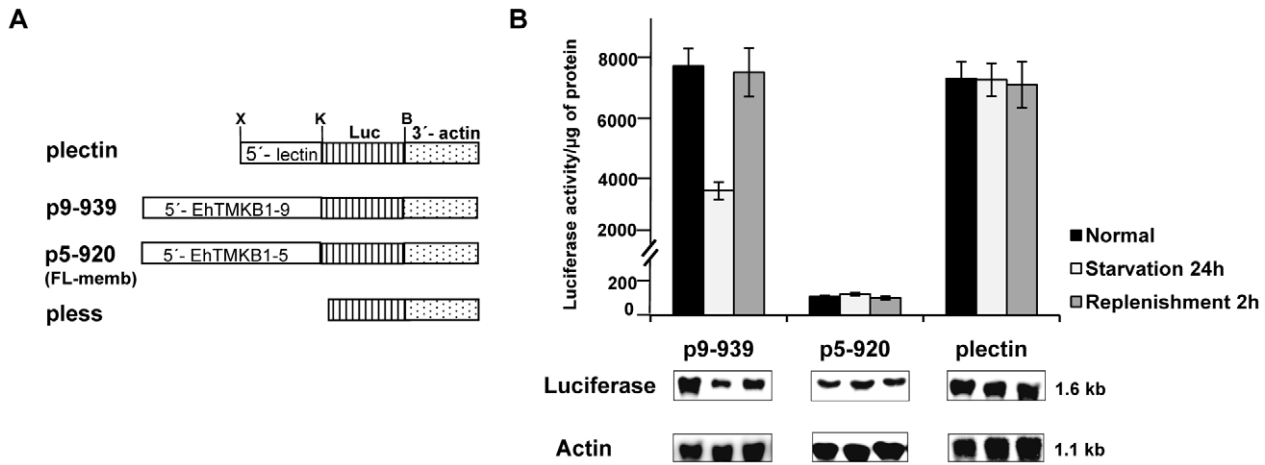 A
X K B
Luc
3´- actin
plectin
5´- lectin
p9-939
5´- EhTMKB1-9
p5-920
(FL-memb)
5´- EhTMKB1-5
pless
B
Luciferase activity/μg of protein
8000
6000
4000
2000
200
0
Normal
Starvation 24h
Replenishment 2h
p9-939 p5-920 plectin
Luciferase 1.6 kb
Actin 1.1 kb